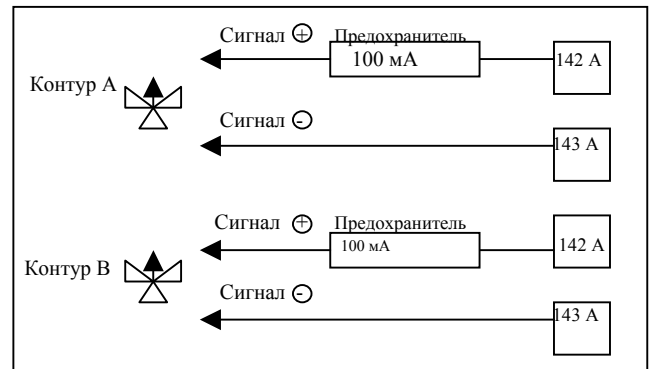 Сигнал +
Предохранитель
100 мА
142 А
Контур А
Сигнал -
143 А
Сигнал +
Предохранитель
100 мА
142 А
Контур В
Сигнал -
143 А